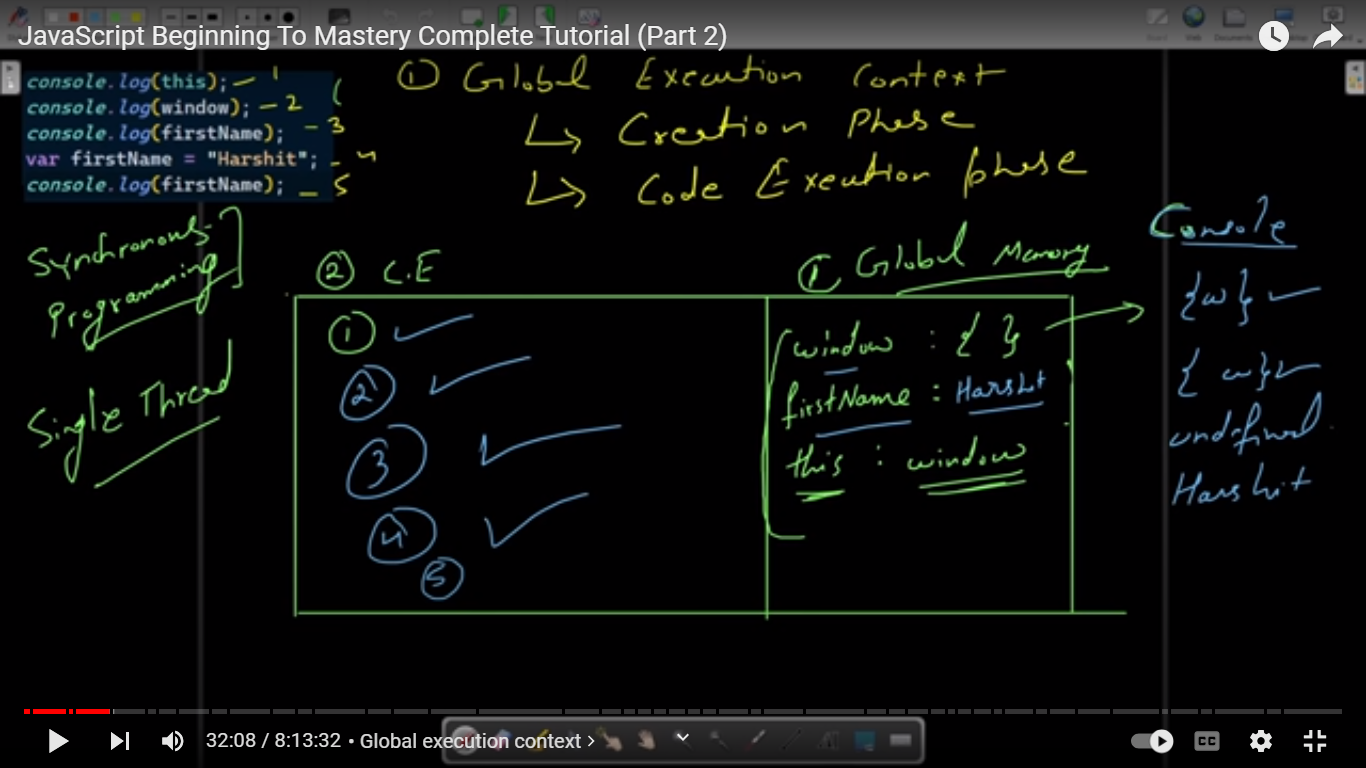 JavaScript Beginning To Mastery Complete Tutorial (Part 2)
console.log(this); — 1
console.log(window); — 2
console.log(firstName); — 3
var firstName = "Harshit"; — 4
console.log(firstName); — 5
① Global Execution Context
↳ Creation Phase
↳ Code Execution phase
Synchronous
Programming
Single Thread
② C.E
① ✓
② ✓
③ ✓
④ ✓
⑤
Global Memory
window : { }
firstName : Harshit
this : window
Console
{w} ✓
{ w} ✓
undefined
Harshit
32:08 / 8:13:32 • Global execution context >
CC